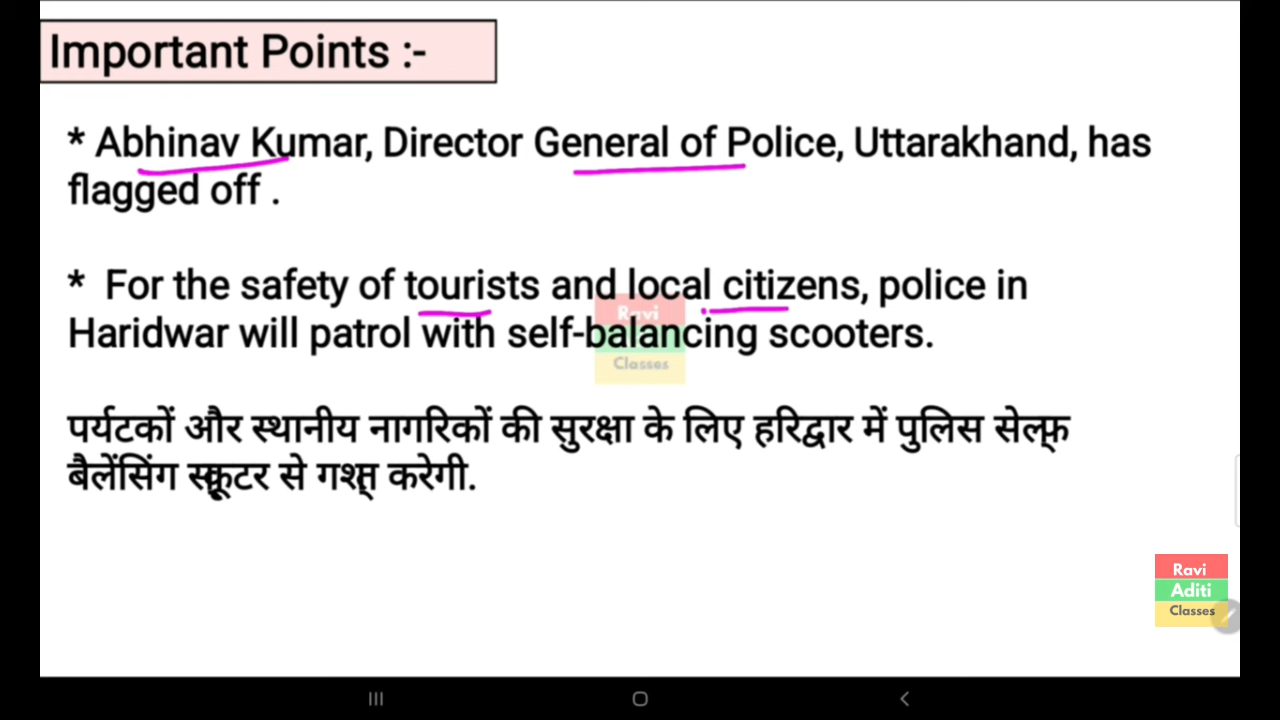 Important Points :-
* Abhinav Kumar, Director General of Police, Uttarakhand, has
flagged off .
* For the safety of tourists and local citizens, police in
Haridwar will patrol with self-balancing scooters.
Ravi
Classes
पर्यटकों और स्थानीय नागरिकों की सुरक्षा के लिए हरिद्वार में पुलिस सेल्फ
बैलेंसिंग स्कूटर से गश्त करेगी.
Ravi
Aditi
Classes